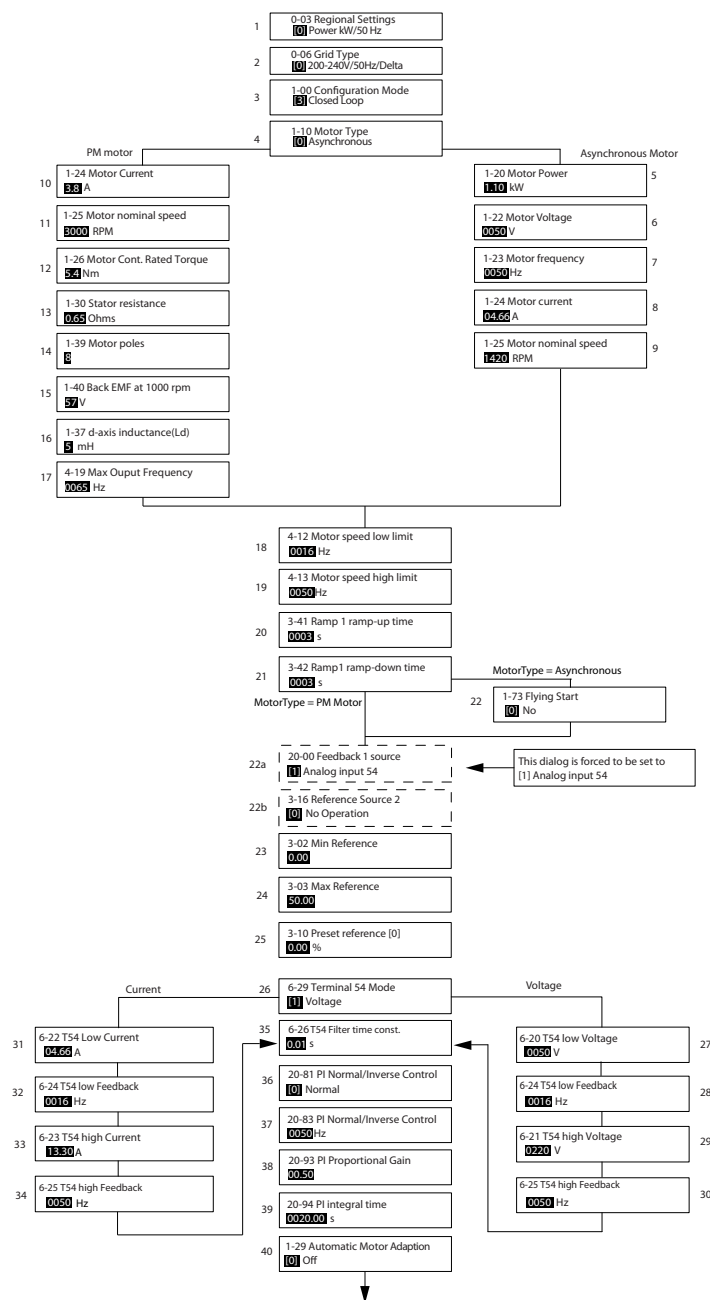 1
0-03 Regional Settings
[0] Power kW/50 Hz
2
0-06 Grid Type
[0] 200-240V/50Hz/Delta
3
1-00 Configuration Mode
[3] Closed Loop
4
1-10 Motor Type
[0] Asynchronous
PM motor
Asynchronous Motor
10
1-24 Motor Current
3.8 A
11
1-25 Motor nominal speed
3000 RPM
12
1-26 Motor Cont. Rated Torque
5.4 Nm
13
1-30 Stator resistance
0.65 Ohms
14
1-39 Motor poles
8
15
1-40 Back EMF at 1000 rpm
57 V
16
1-37 d-axis inductance(Ld)
5 mH
17
4-19 Max Ouput Frequency
0065 Hz
1-20 Motor Power
1.10 kW
5
1-22 Motor Voltage
0050 V
6
1-23 Motor frequency
0050 Hz
7
1-24 Motor current
04.66 A
8
1-25 Motor nominal speed
1420 RPM
9
18
4-12 Motor speed low limit
0016 Hz
19
4-13 Motor speed high limit
0050 Hz
20
3-41 Ramp 1 ramp-up time
0003 s
21
3-42 Ramp1 ramp-down time
0003 s
MotorType = Asynchronous
MotorType = PM Motor
22
1-73 Flying Start
[0] No
22a
20-00 Feedback 1 source
[1] Analog input 54
This dialog is forced to be set to
[1] Analog input 54
22b
3-16 Reference Source 2
[0] No Operation
23
3-02 Min Reference
0.00
24
3-03 Max Reference
50.00
25
3-10 Preset reference [0]
0.00 %
Current
26
6-29 Terminal 54 Mode
[1] Voltage
Voltage
31
6-22 T54 Low Current
04.66 A
32
6-24 T54 low Feedback
0016 Hz
33
6-23 T54 high Current
13.30 A
34
6-25 T54 high Feedback
0050 Hz
35
6-26 T54 Filter time const.
0.01 s
36
20-81 PI Normal/Inverse Control
[0] Normal
37
20-83 PI Normal/Inverse Control
0050 Hz
38
20-93 PI Proportional Gain
00.50
39
20-94 PI integral time
0020.00 s
40
1-29 Automatic Motor Adaption
[0] Off
6-20 T54 low Voltage
0050 V
27
6-24 T54 low Feedback
0016 Hz
28
6-21 T54 high Voltage
0220 V
29
6-25 T54 high Feedback
0050 Hz
30